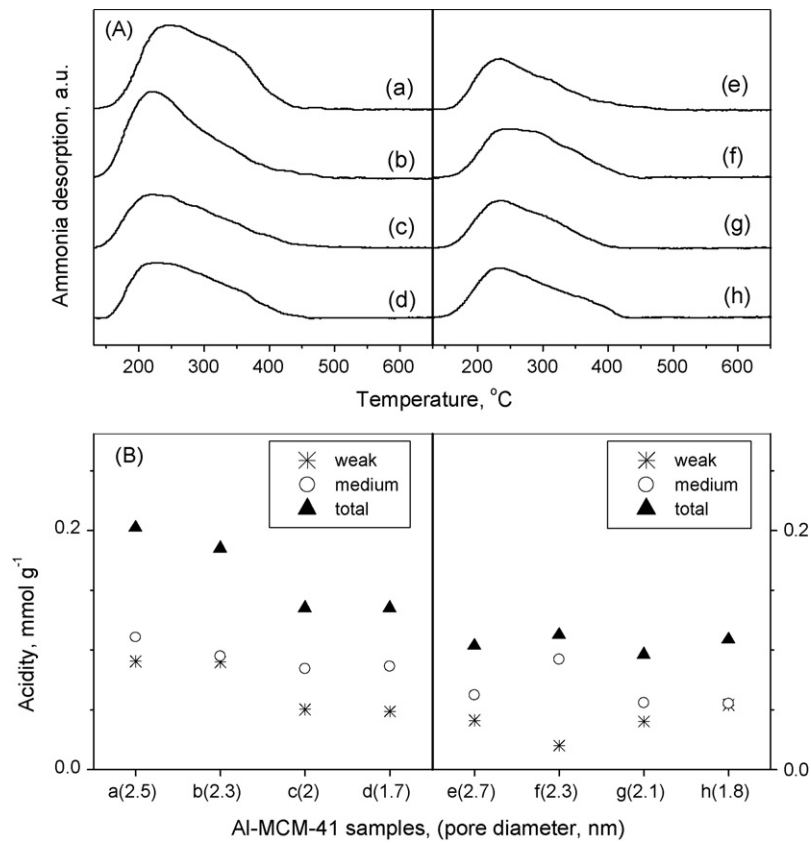 (A)
(a)
(b)
(c)
(d)
(e)
(f)
(g)
(h)
Ammonia desorption, a.u.
200 300 400 500 600 200 300 400 500 600
Temperature, °C
(B)
weak
medium
total
weak
medium
total
0.2
0.0
0.2
0.0
Acidity, mmol g⁻¹
a(2.5) b(2.3) c(2) d(1.7) e(2.7) f(2.3) g(2.1) h(1.8)
Al-MCM-41 samples, (pore diameter, nm)